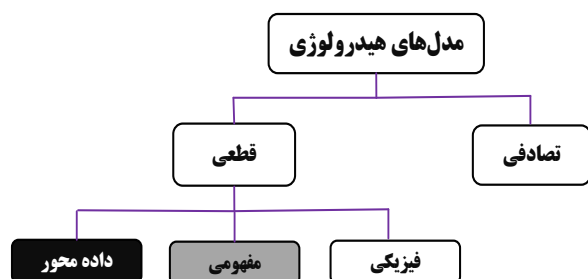 مدل‌های هیدرولوژی
تصادفی
قطعی
فیزیکی
مفهومی
داده محور